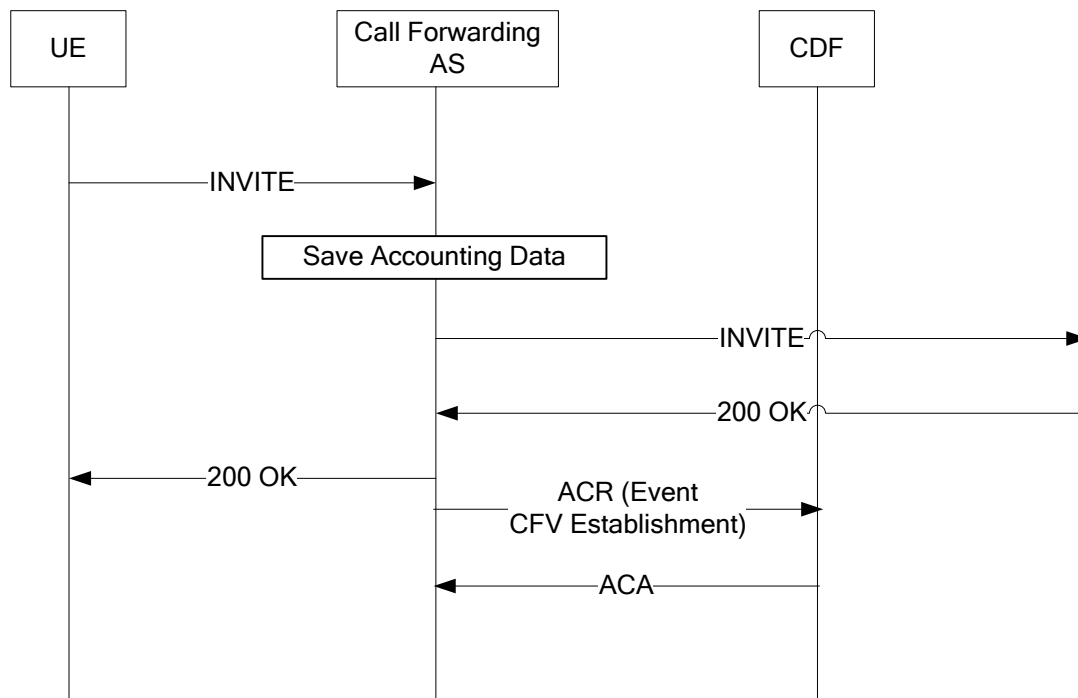 UE
Call Forwarding
AS
CDF
INVITE
Save Accounting Data
INVITE
200 OK
200 OK
ACR (Event
CFV Establishment)
ACA